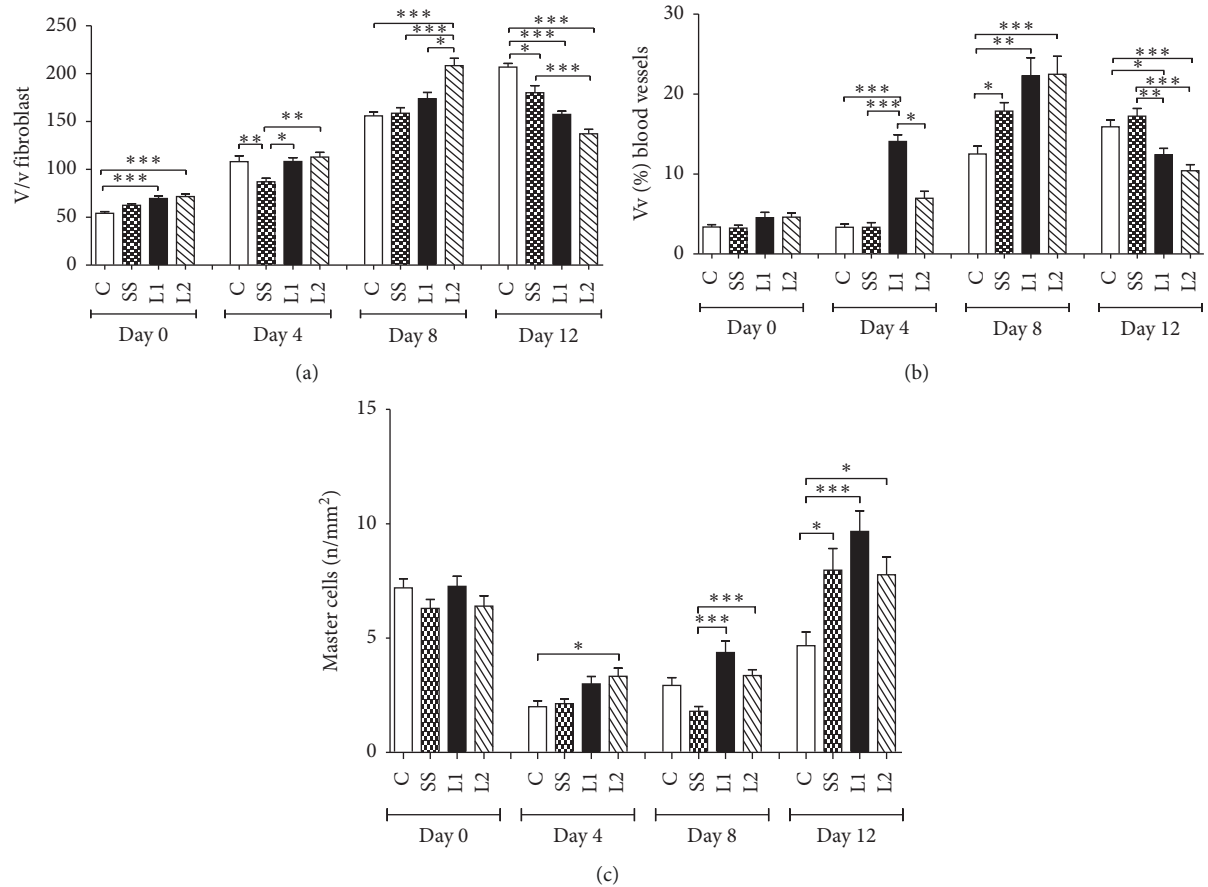 V/v fibroblast
250
200
150
100
50
0
*** *** *** ** * ** *** *** * *** *** * ***
C SS L1 L2 C SS L1 L2 C SS L1 L2 C SS L1 L2
Day 0 Day 4 Day 8 Day 12
(a)
Vv (%) blood vessels
30
20
10
0
*** *** * * ** *** *** * *** **
C SS L1 L2 C SS L1 L2 C SS L1 L2 C SS L1 L2
Day 0 Day 4 Day 8 Day 12
(b)
Master cells (n/mm²)
15
10
5
0
* *** *** * *** *
C SS L1 L2 C SS L1 L2 C SS L1 L2 C SS L1 L2
Day 0 Day 4 Day 8 Day 12
(c)